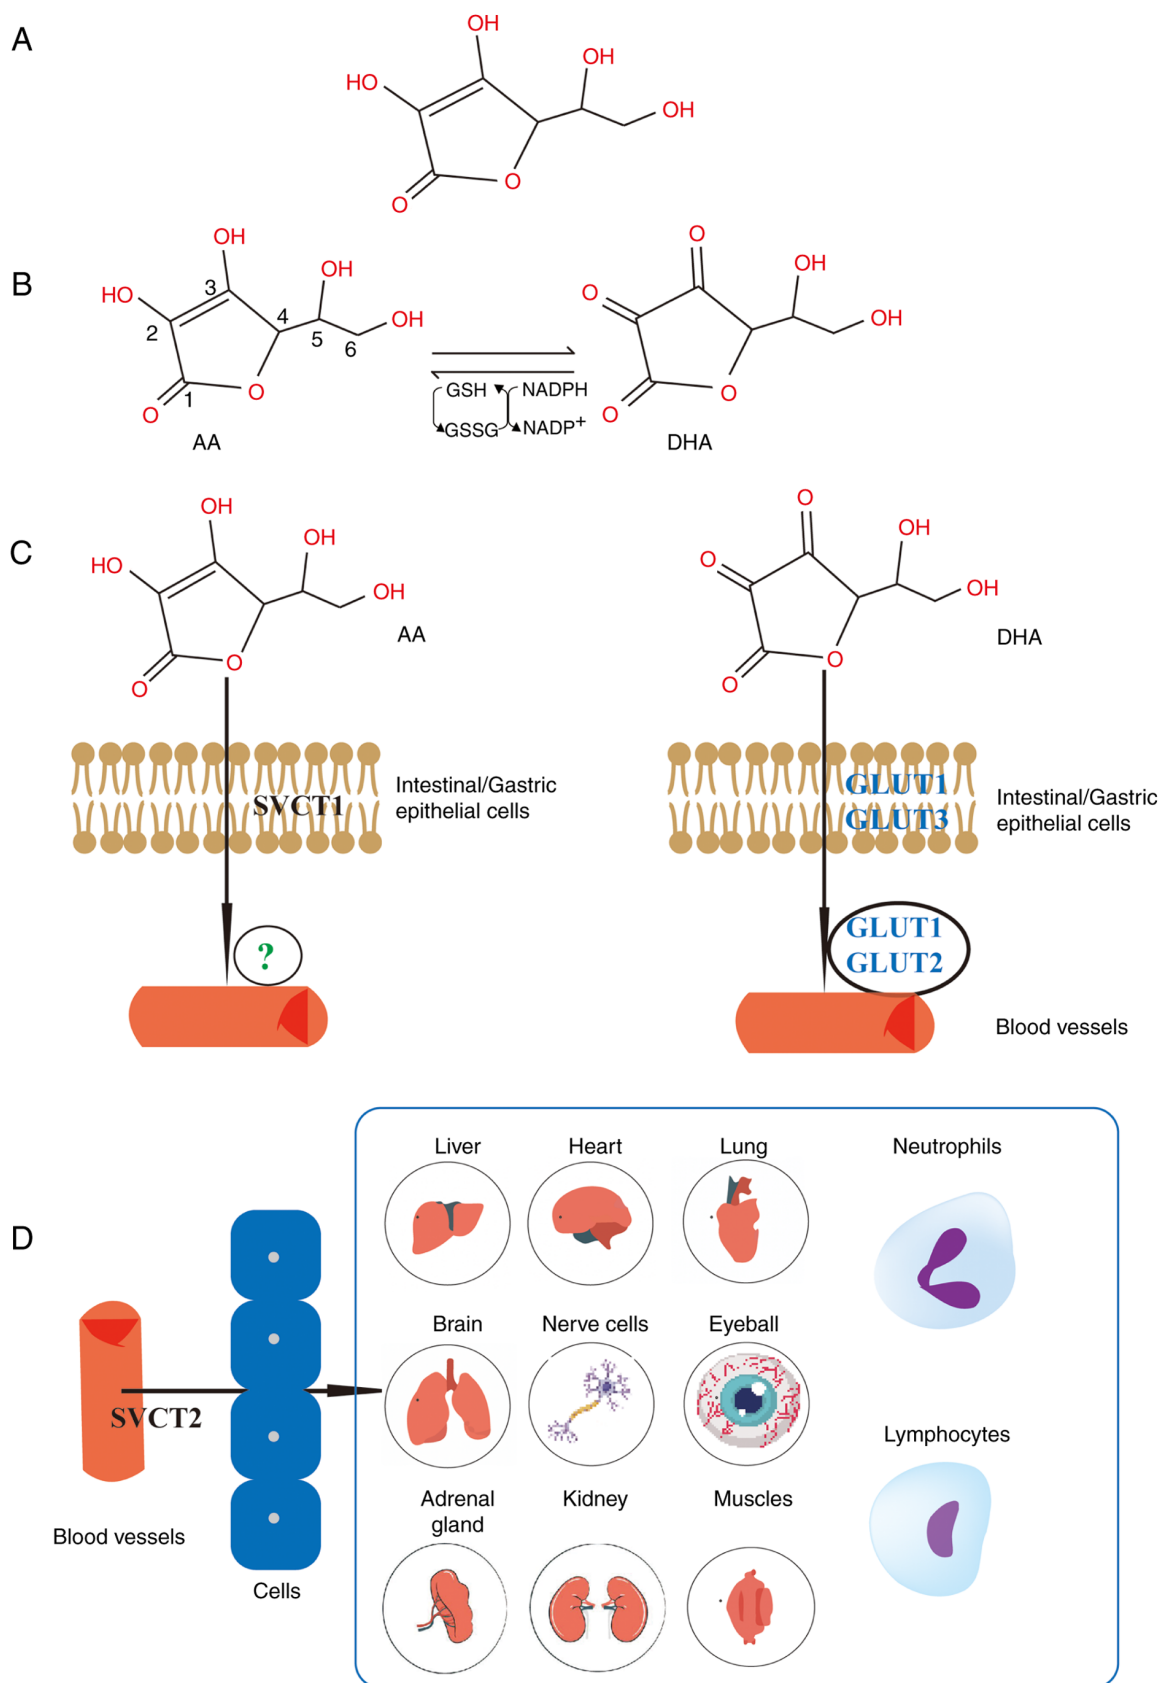 A
OH
OH
HO
OH
O
O
B
OH
OH
HO
3
4
OH
2
5
6
1
O
O
AA
GSH
NADPH
GSSG
NADP+
O
OH
O
OH
O
O
DHA
C
OH
OH
HO
OH
AA
O
O
SVCT1
Intestinal/Gastric
epithelial cells
?
O
OH
O
OH
DHA
O
O
GLUT1
GLUT3
Intestinal/Gastric
epithelial cells
GLUT1
GLUT2
Blood vessels
D
SVCT2
Blood vessels
Cells
Liver
Heart
Lung
Neutrophils
Brain
Nerve cells
Eyeball
Lymphocytes
Adrenal
gland
Kidney
Muscles